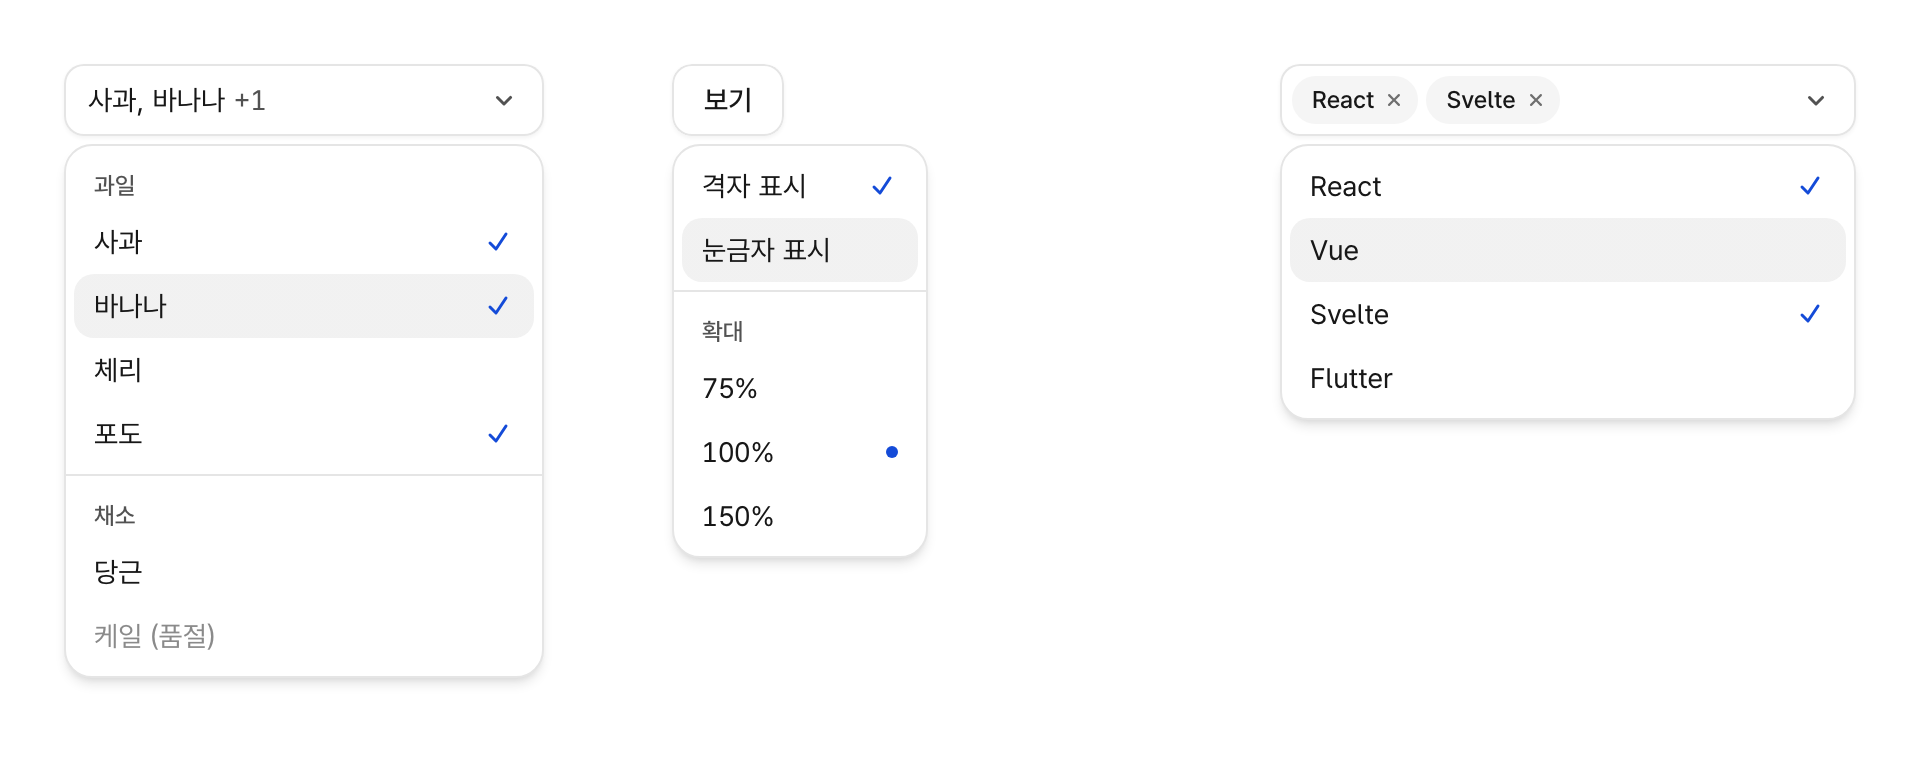 사과, 바나나 +1
과일
사과
바나나
체리
포도
채소
당근
케일 (품절)
보기
격자 표시
눈금자 표시
확대
75%
100%
150%
React Svelte
React
Vue
Svelte
Flutter